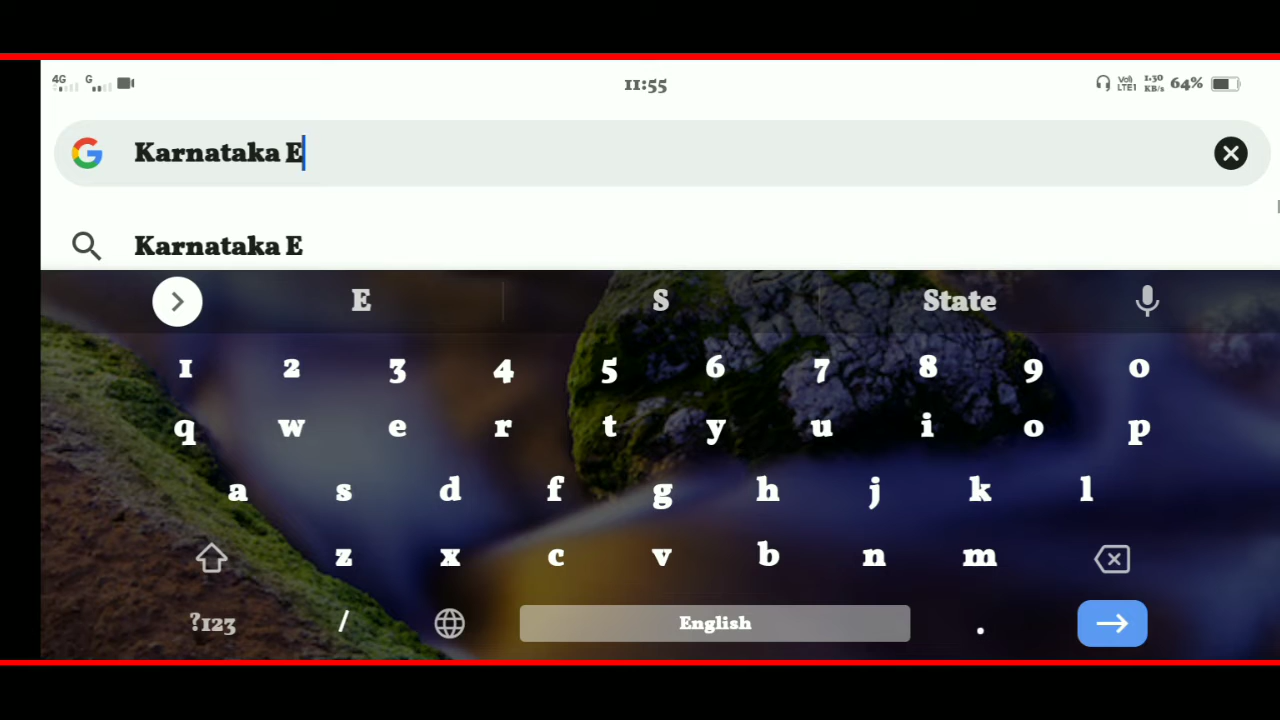 4G G 11:55 VoLTE1 1.30 KB/s 64%
Karnataka E
Karnataka E
E S State
1 2 3 4 5 6 7 8 9 0
q w e r t y u i o p
a s d f g h j k l
z x c v b n m
?123 / English .